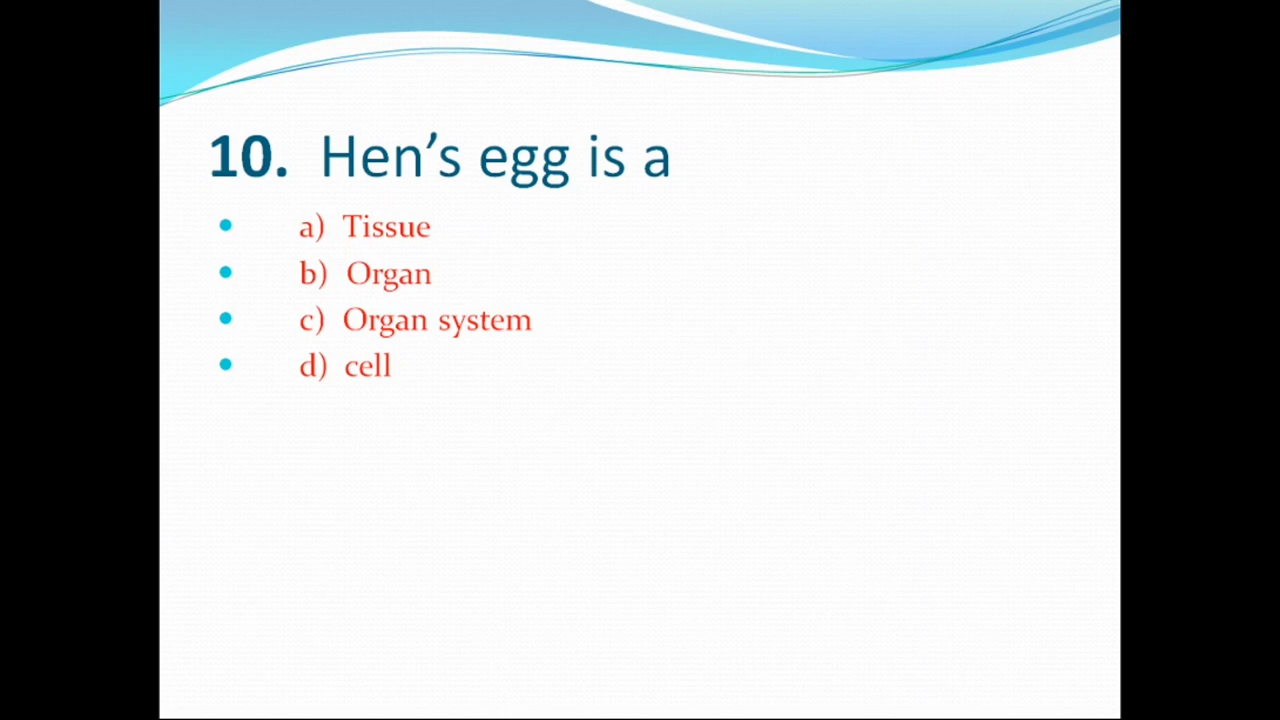 10. Hen’s egg is a
a) Tissue
b) Organ
c) Organ system
d) cell